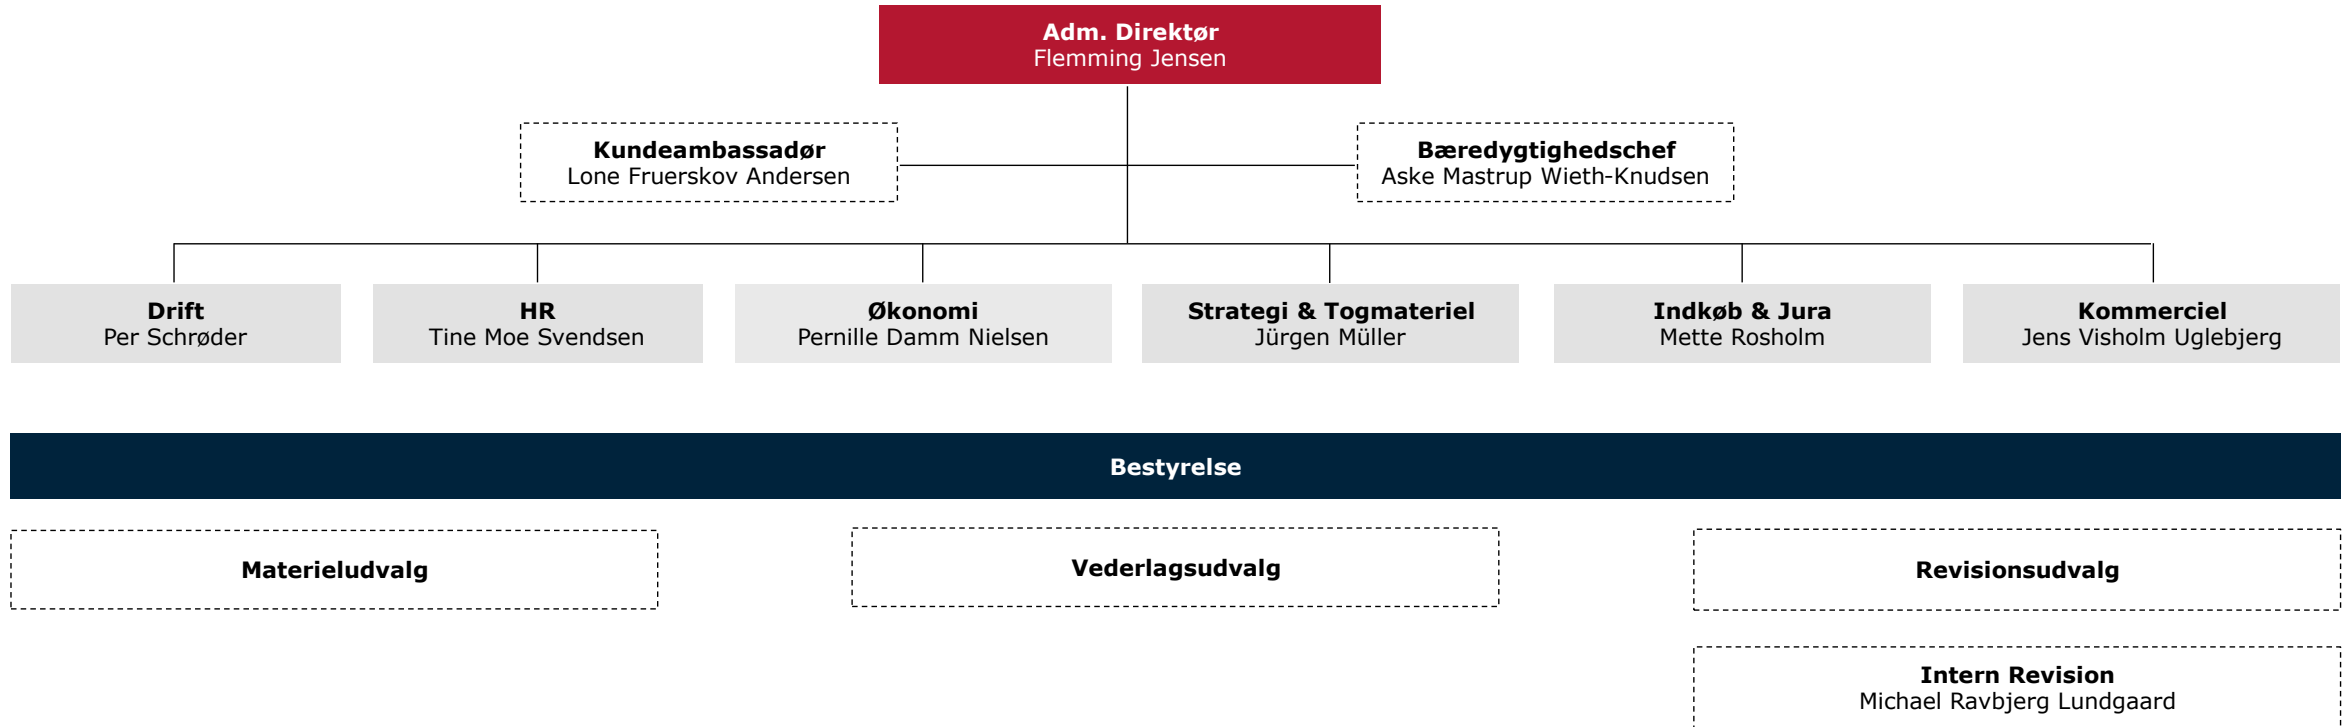 Adm. Direktør
Flemming Jensen
Kundeambassadør
Lone Fruerskov Andersen
Bæredygtighedschef
Aske Mastrup Wieth-Knudsen
Drift
Per Schrøder
HR
Tine Moe Svendsen
Økonomi
Pernille Damm Nielsen
Strategi & Togmateriel
Jürgen Müller
Indkøb & Jura
Mette Rosholm
Kommerciel
Jens Visholm Uglebjerg
Bestyrelse
Materieludvalg
Vederlagsudvalg
Revisionsudvalg
Intern Revision
Michael Ravbjerg Lundgaard